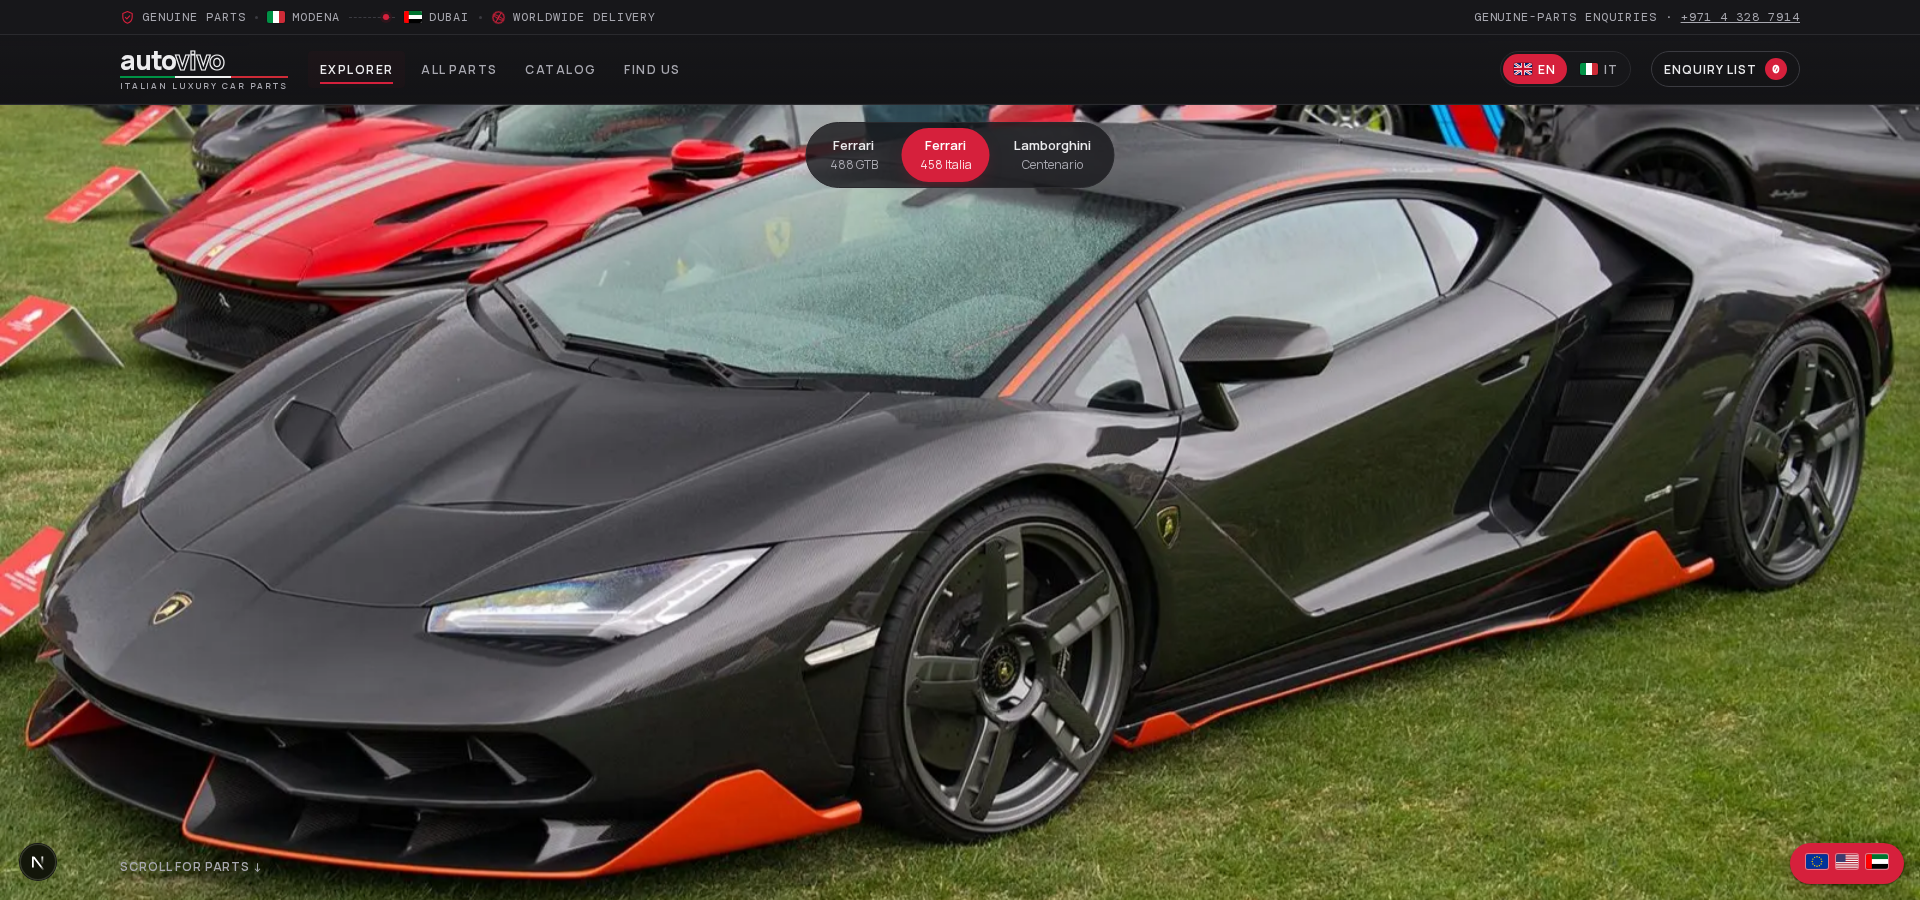 GENUINE PARTS
MODENA
DUBAI
WORLDWIDE DELIVERY
GENUINE-PARTS ENQUIRIES · +971 4 328 7914
autovivo
ITALIAN LUXURY CAR PARTS
EXPLORER
ALL PARTS
CATALOG
FIND US
EN
IT
ENQUIRY LIST 0
Ferrari
488 GTB
Ferrari
458 Italia
Lamborghini
Centenario
SCROLL FOR PARTS ↓
N